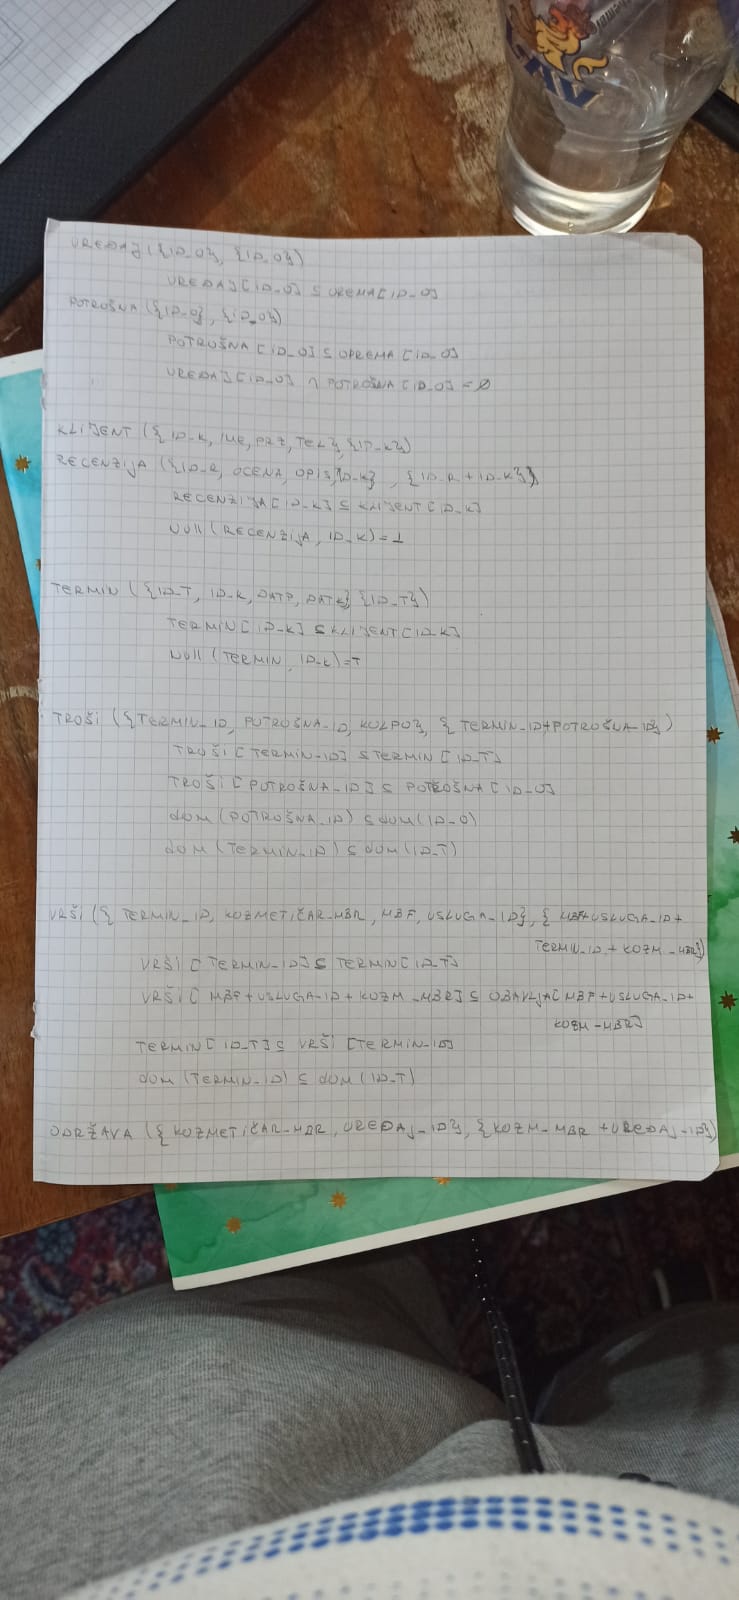 LAV
UREĐAJ ({ID_O}, {ID_O})
UREĐAJ [ID_O] ⊆ OREMA [ID_O]
POTROŠNA ({ID_O}, {ID_O})
POTROŠNA [ID_O] ⊆ OPREMA [ID_O]
UREĐAJ [ID_O] ∩ POTROŠNA [ID_O] = ∅
KLIJENT ({ID_K, IME, PRZ, TEL}, {ID_K})
RECENZIJA ({ID_R, OCENA, OPIS, ID_K}, {ID_R + ID_K})
RECENZIJA [ID_K] ⊆ KLIJENT [ID_K]
NUll (RECENZIJA, ID_K) = ⊥
TERMIN ({ID_T, ID_K, DATP, DATK} {ID_T})
TERMIN [ID_K] ⊆ KLIJENT [ID_K]
NUll (TERMIN, ID_K) = T
TROŠI ({TERMIN_ID, POTROŠNA_ID, KOLPO}, { TERMIN_ID+POTROŠNA_ID})
TROŠI [TERMIN_ID] ⊆ TERMIN [ID_T]
TROŠI [POTROŠNA_ID] ⊆ POTROŠNA [ID_O]
dom (POTROŠNA_ID) ⊆ dom (ID_O)
dom (TERMIN_ID) ⊆ dom (ID_T)
VRŠI ({ TERMIN_ID, KOZMETIČAR_MBR, MBF, USLUGA_ID}, { MBF+USLUGA_ID+
TERMIN_ID + KOZM_MBR})
VRŠI [TERMIN_ID] ⊆ TERMIN [ID_T]
VRŠI [MBF+USLUGA_ID + KOZM_MBR] ⊆ OBAVLJA [MBF+USLUGA_ID+
KOZM_MBR]
TERMIN [ID_T] ⊆ VRŠI [TERMIN_ID]
dom (TERMIN_ID) ⊆ dom (ID_T)
ODRŽAVA ({KOZMETIČAR_MBR, UREĐAJ_ID}, {KOZM_MBR + UREĐAJ_ID})